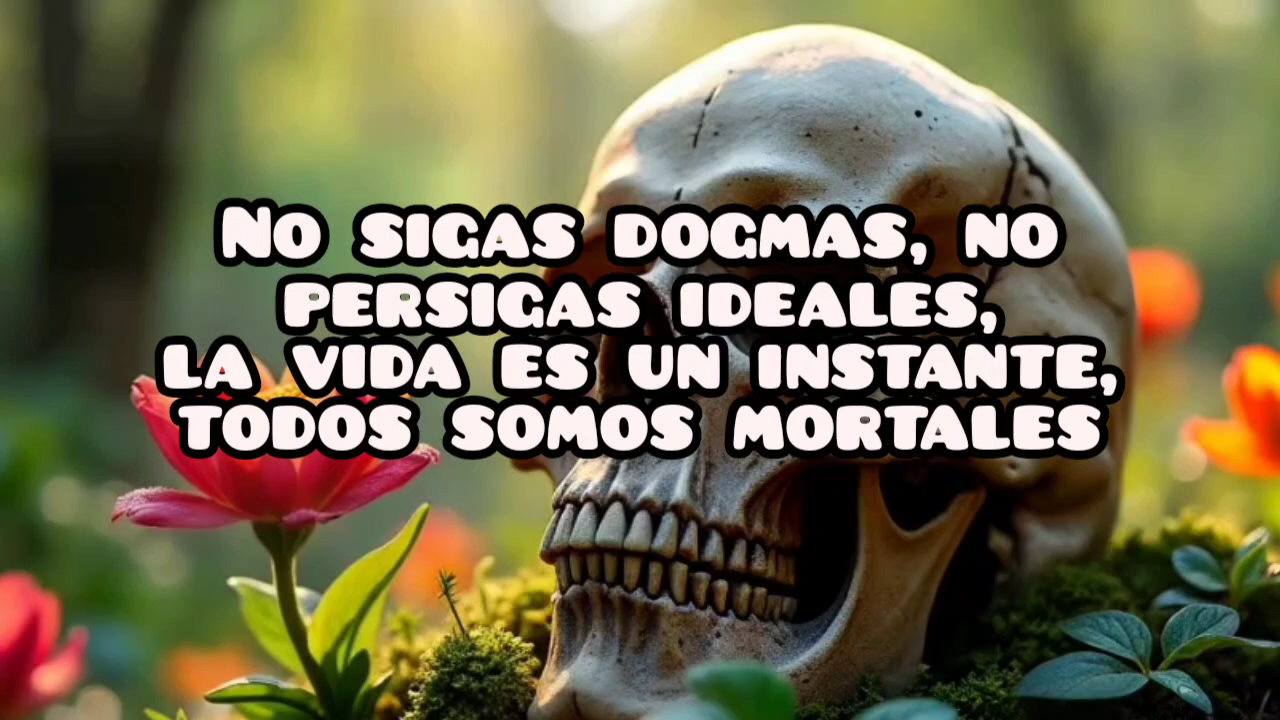 No sigas dogmas, no
persigas ideales,
la vida es un instante,
todos somos mortales